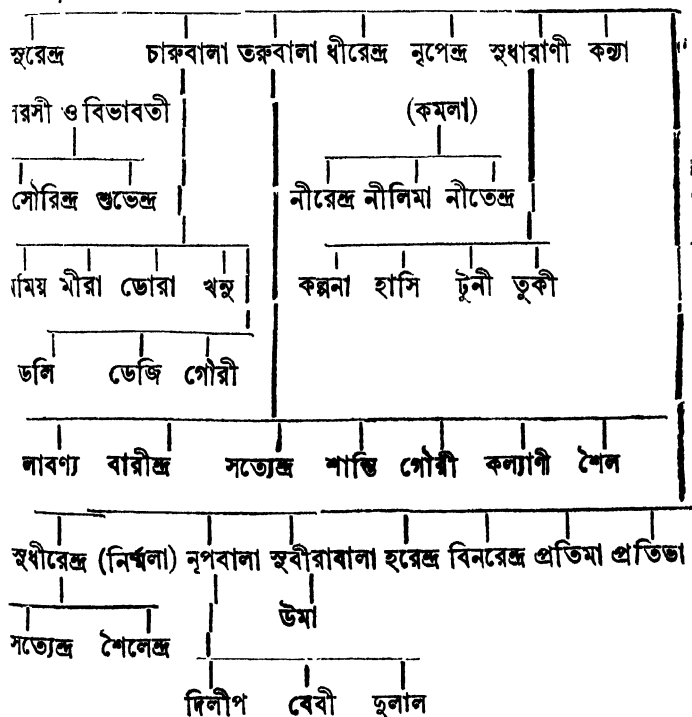 সুরেন্দ্র চারুবালা তরুবালা ধীরেন্দ্র নৃপেন্দ্র সুধারাণী কন্যা
ও বিভাবতী (কমলা)
সৌরিন্দ্র শুভেন্দ্র নীরেন্দ্র নীলিমা নীতেন্দ্র
মীরা ডোরা খনু কল্পনা হাসি টুনী তুকী
ডলি ডেজি গৌরী
লাবণ্য বারীন্দ্র সত্যেন্দ্র শান্তি গৌরী কল্যাণী শৈল
সুধীরেন্দ্র (নির্ম্মলা) নৃপবালা সুবীরাবালা হরেন্দ্র বিনরেন্দ্র প্রতিমা প্রতিভা
উমা
সত্যেন্দ্র শৈলেন্দ্র
দিলীপ বেবী দুলাল